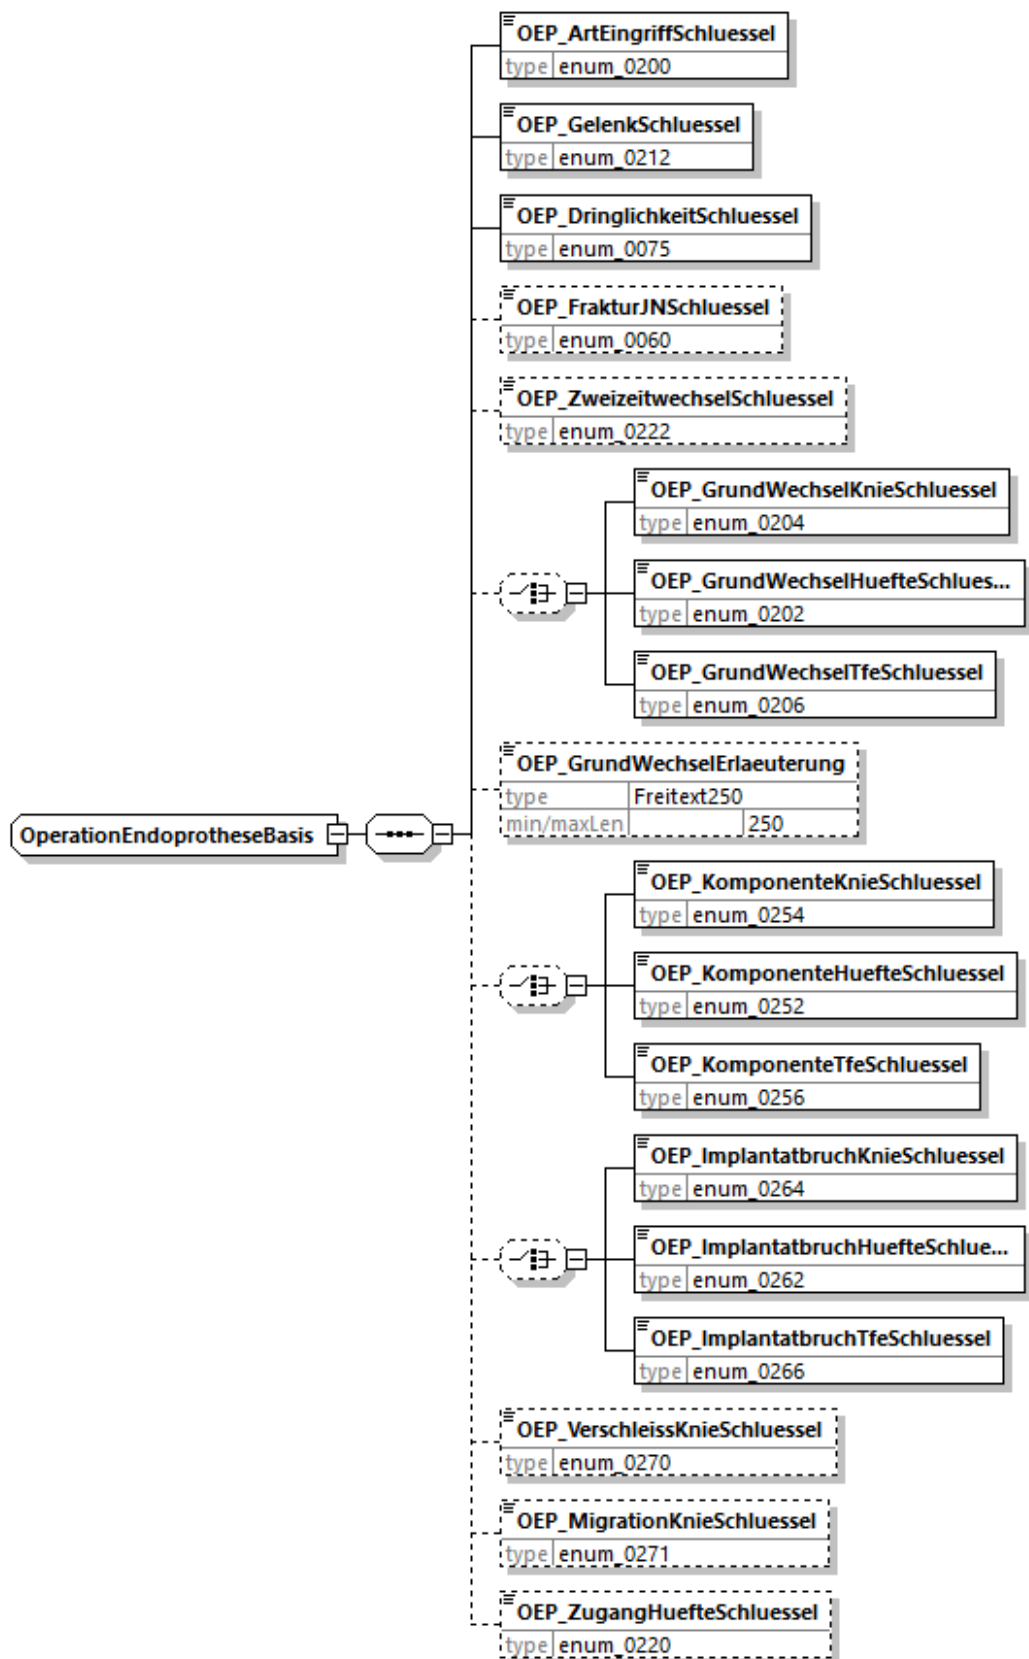 OEP_ArtEingriffSchluessel
type enum_0200
OEP_GelenkSchluessel
type enum_0212
OEP_DringlichkeitSchluessel
type enum_0075
OEP_FrakturJNSchluessel
type enum_0060
OEP_ZweizeitwechselSchluessel
type enum_0222
OEP_GrundWechselKnieSchluessel
type enum_0204
OEP_GrundWechselHuefteSchlues...
type enum_0202
OEP_GrundWechselTfeSchluessel
type enum_0206
OEP_GrundWechselErlaeuterung
type Freitext250
min/maxLen 250
OperationEndoprotheseBasis
OEP_KomponenteKnieSchluessel
type enum_0254
OEP_KomponenteHuefteSchluessel
type enum_0252
OEP_KomponenteTfeSchluessel
type enum_0256
OEP_ImplantatbruchKnieSchluessel
type enum_0264
OEP_ImplantatbruchHuefteSchlue...
type enum_0262
OEP_ImplantatbruchTfeSchluessel
type enum_0266
OEP_VerschleissKnieSchluessel
type enum_0270
OEP_MigrationKnieSchluessel
type enum_0271
OEP_ZugangHuefteSchluessel
type enum_0220